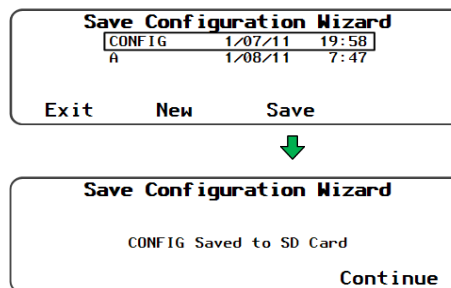 Save Configuration Wizard
CONFIG 1/07/11 19:58
A 1/08/11 7:47
Exit New Save
Save Configuration Wizard
CONFIG Saved to SD Card
Continue